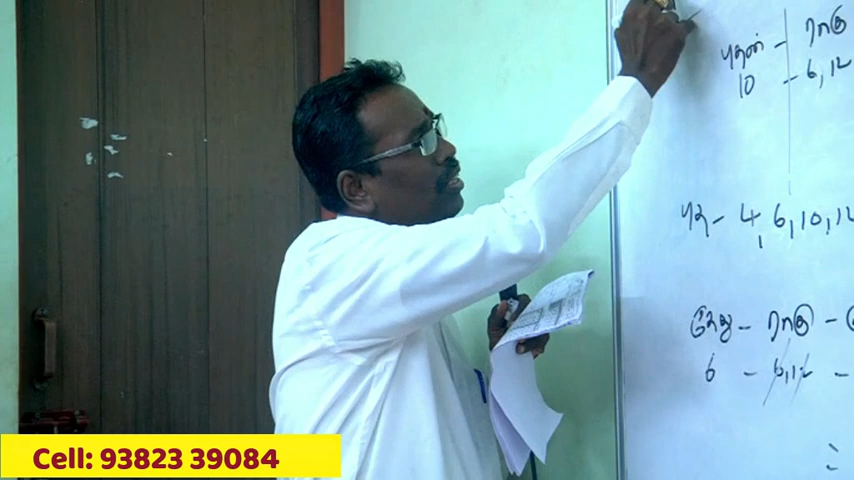 புதன் - ராகு
10 - 6, 12
புத - 4, 6, 10, 12
கேது - ராகு -
6 - 6,12 -
Cell: 93823 39084